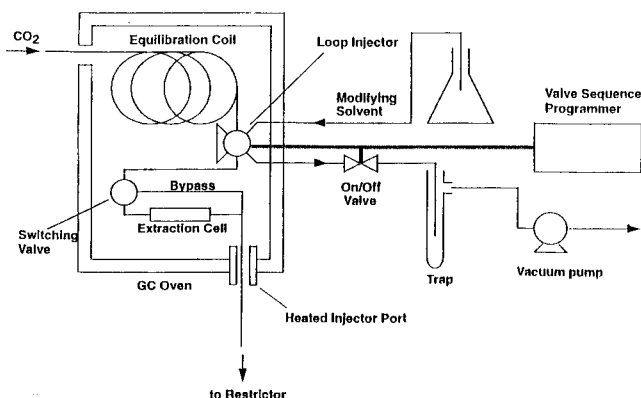 CO2
Equilibration Coil
Loop Injector
Modifying
Solvent
Valve Sequence
Programmer
Bypass
On/Off
Valve
Switching
Valve
Extraction Cell
GC Oven
Trap
Vacuum pump
Heated Injector Port
to Restrictor